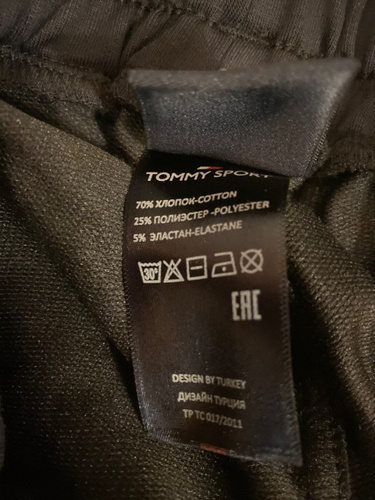 TOMMY SPORT
70% ХЛОПОК-COTTON
25% ПОЛИЭСТЕР -POLYESTER
5% ЭЛАСТАН-ELASTANE
30°
EAC
DESIGN BY TURKEY
ДИЗАЙН ТУРЦИЯ
ТР ТС 017/2011